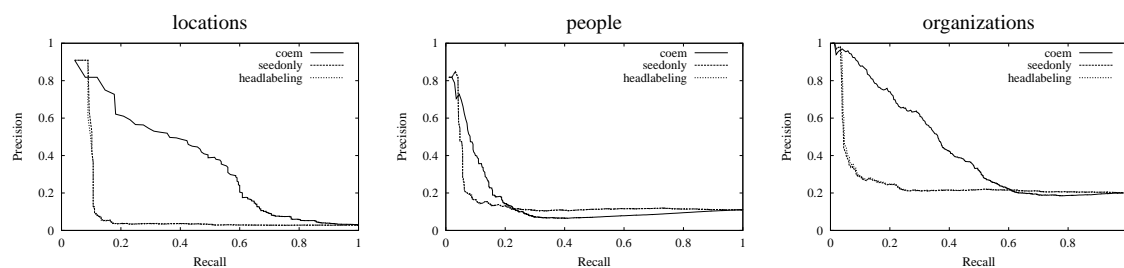 locations
1
0.8
0.6
0.4
0.2
0
0 0.2 0.4 0.6 0.8 1
Precision
Recall
coem
seedonly
headlabeling
people
1
0.8
0.6
0.4
0.2
0
0 0.2 0.4 0.6 0.8 1
Precision
Recall
coem
seedonly
headlabeling
organizations
1
0.8
0.6
0.4
0.2
0
0 0.2 0.4 0.6 0.8 1
Precision
Recall
coem
seedonly
headlabeling